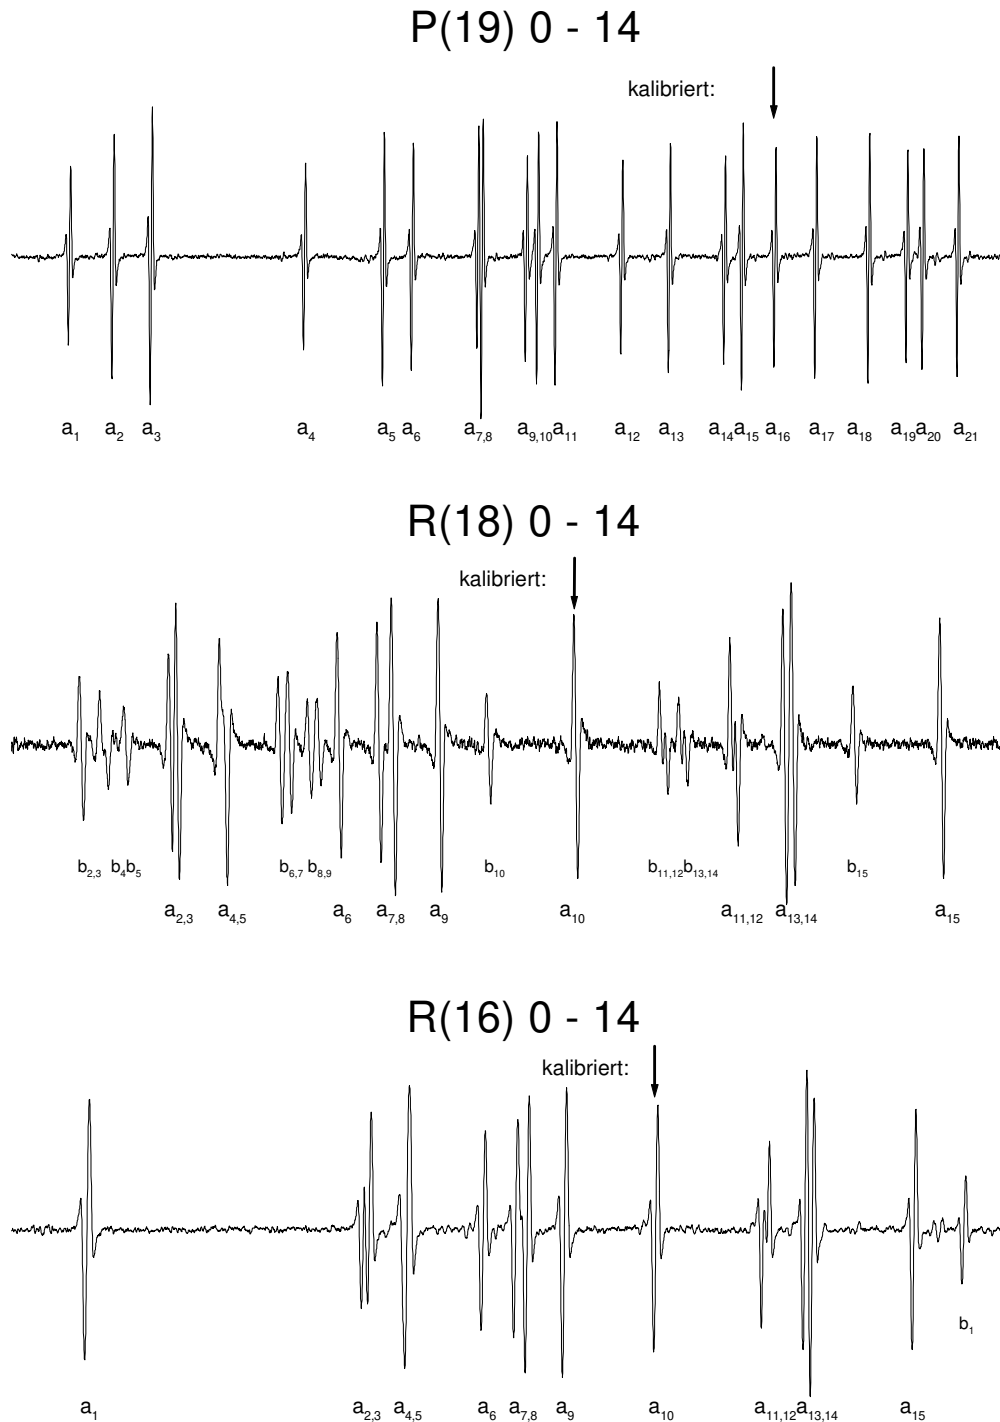 P(19) 0 - 14
kalibriert:
a1 a2 a3 a4 a5 a6 a7,8 a9,10 a11 a12 a13 a14 a15 a16 a17 a18 a19 a20 a21
R(18) 0 - 14
kalibriert:
b2,3 b4 b5 b6,7 b8,9 b10 b11,12 b13,14 b15
a2,3 a4,5 a6 a7,8 a9 a10 a11,12 a13,14 a15
R(16) 0 - 14
kalibriert:
b1
a1 a2,3 a4,5 a6 a7,8 a9 a10 a11,12 a13,14 a15